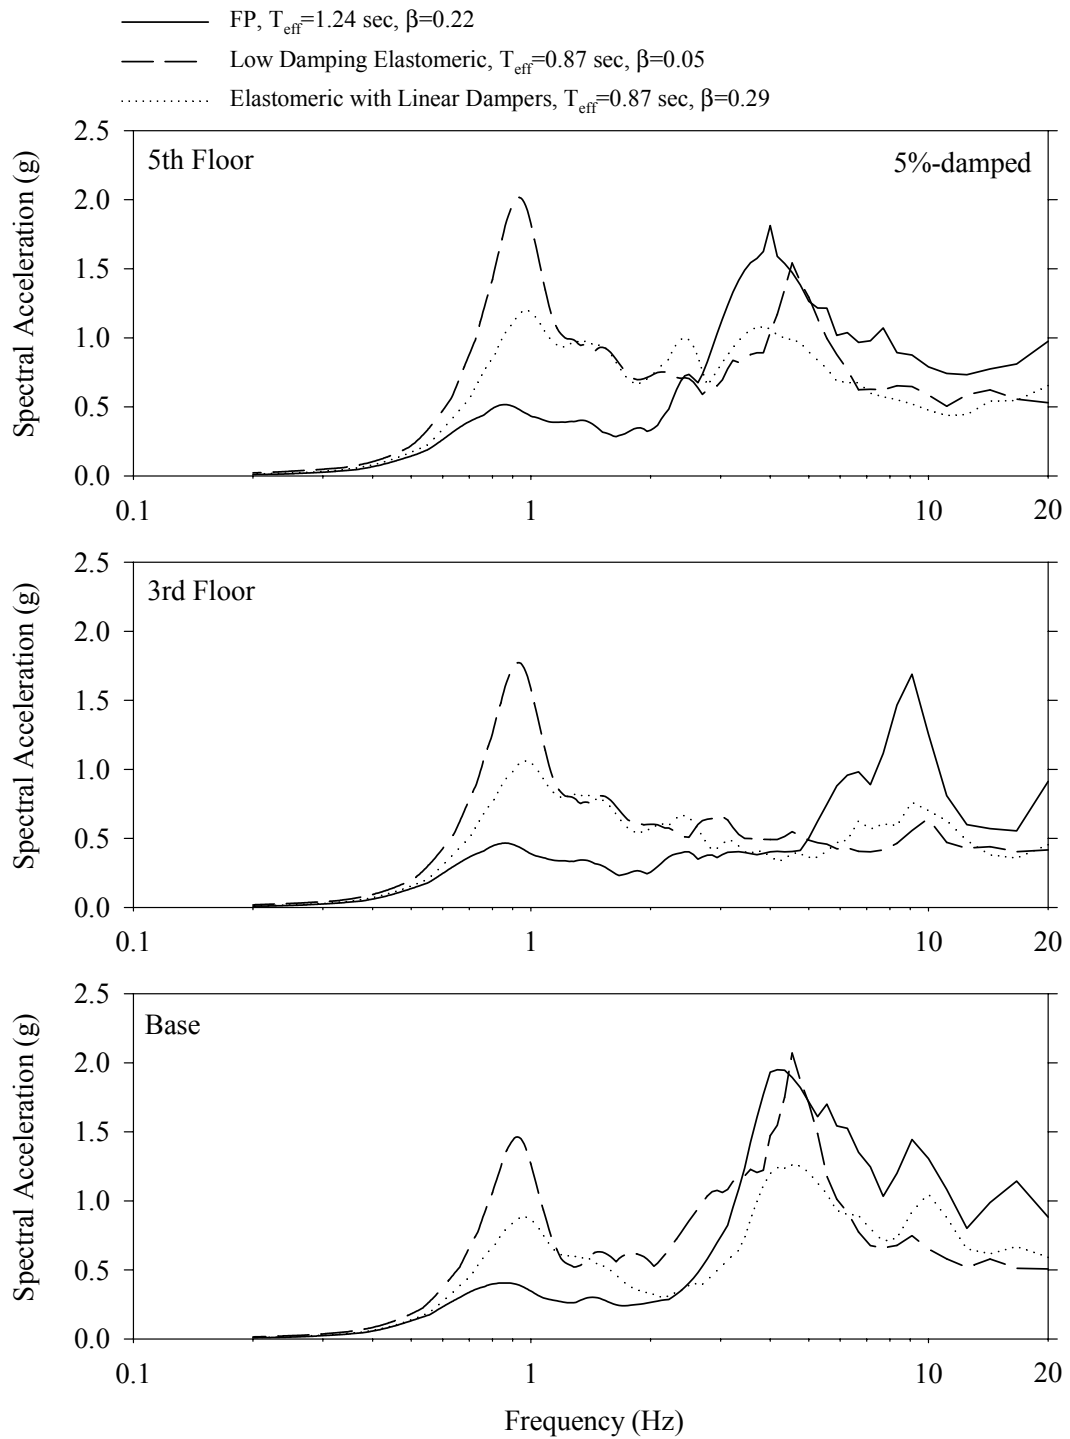 FP, Teff=1.24 sec, β=0.22
Low Damping Elastomeric, Teff=0.87 sec, β=0.05
Elastomeric with Linear Dampers, Teff=0.87 sec, β=0.29
5th Floor
5%-damped
Spectral Acceleration (g)
2.5
2.0
1.5
1.0
0.5
0.0
0.1 1 10 20
3rd Floor
Spectral Acceleration (g)
2.5
2.0
1.5
1.0
0.5
0.0
0.1 1 10 20
Base
Spectral Acceleration (g)
2.5
2.0
1.5
1.0
0.5
0.0
0.1 1 10 20
Frequency (Hz)